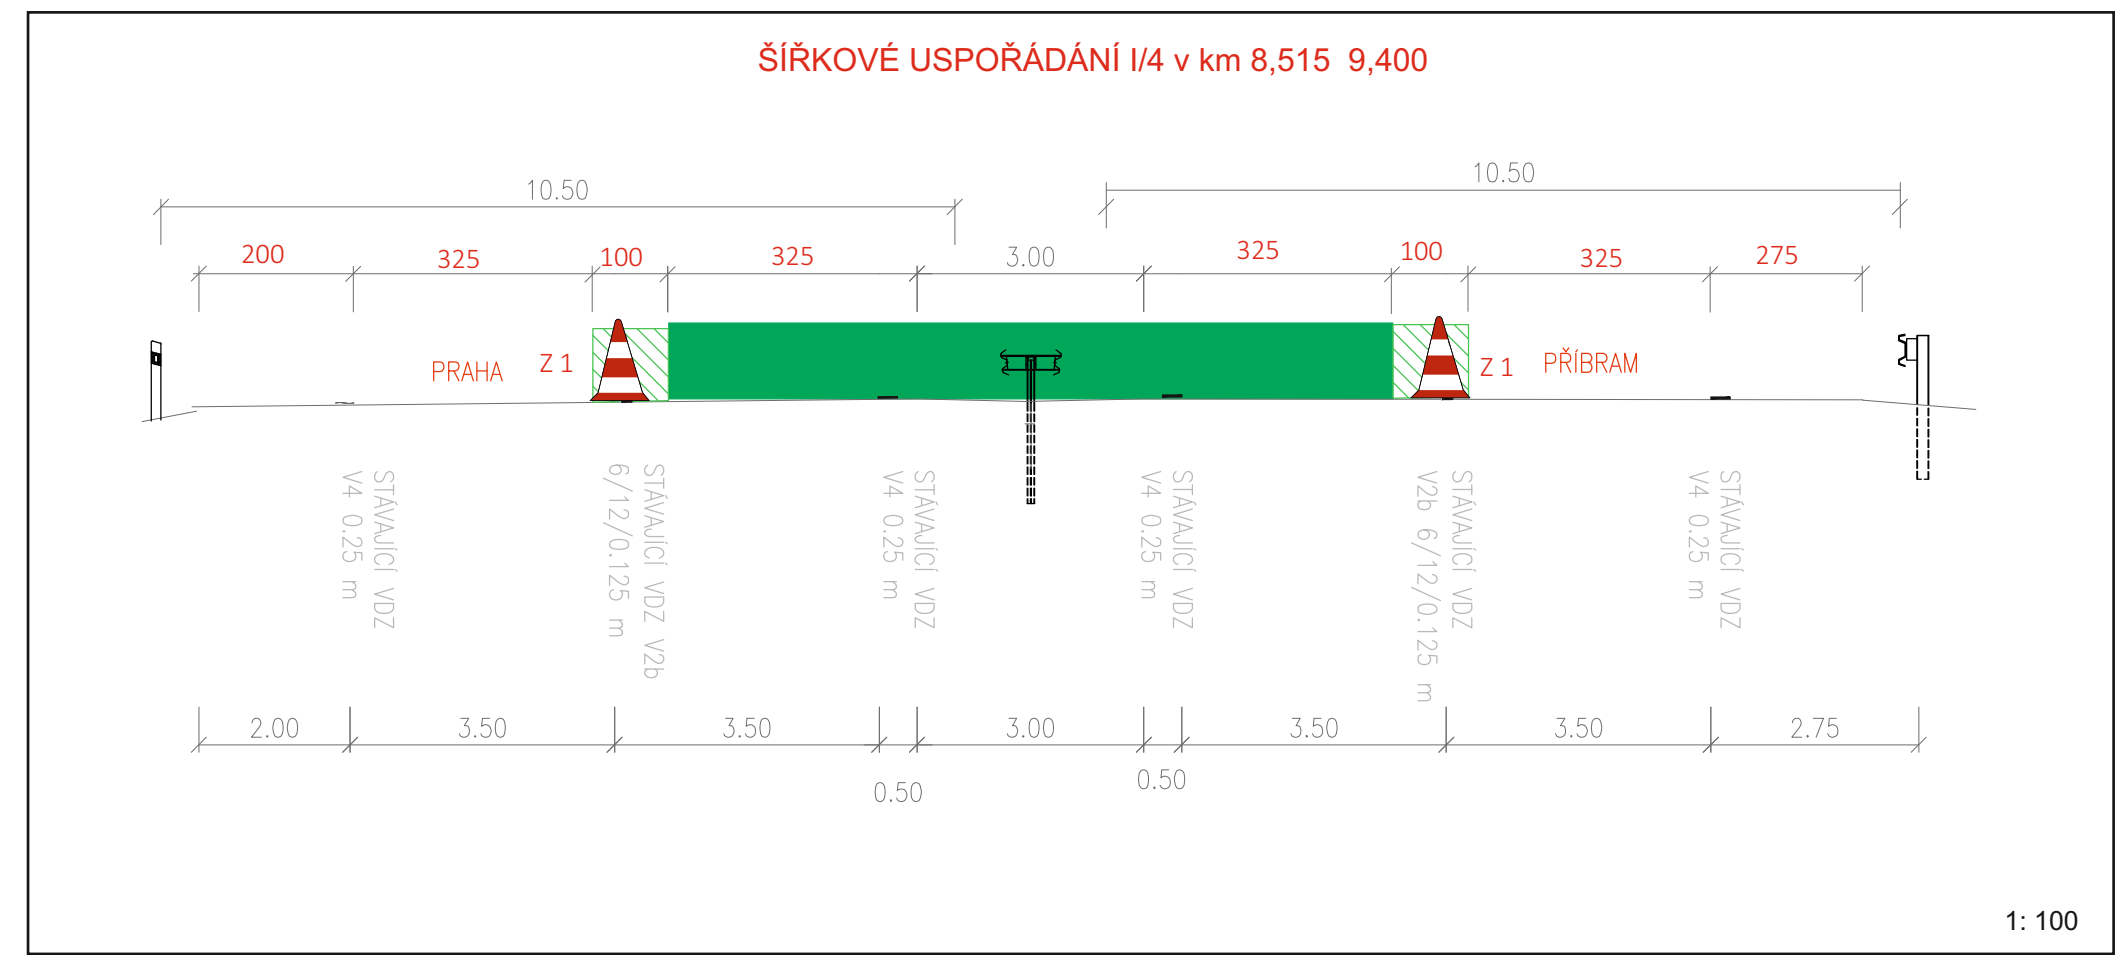 ŠÍŘKOVÉ USPOŘÁDÁNÍ I/4 v km 8,515  9,400
10.50
10.50
200
325
100
325
3.00
325
100
325
275
PRAHA
Z 1
Z 1
PŘÍBRAM
STÁVAJÍCÍ VDZ
V4 0.25 m
STÁVAJÍCÍ VDZ V2b
6/12/0.125 m
STÁVAJÍCÍ VDZ
V4 0.25 m
STÁVAJÍCÍ VDZ
V4 0.25 m
STÁVAJÍCÍ VDZ
V2b 6/12/0.125 m
STÁVAJÍCÍ VDZ
V4 0.25 m
2.00
3.50
3.50
0.50
3.00
0.50
3.50
3.50
2.75
1: 100